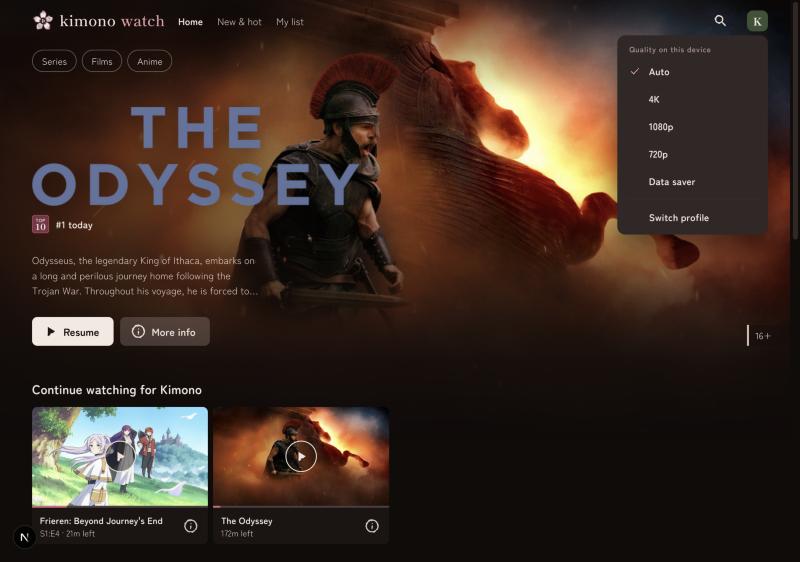 kimono watch
Home
New & hot
My list
K
Series
Films
Anime
Quality on this device
Auto
4K
1080p
720p
Data saver
Switch profile
THE
ODYSSEY
TOP
10
#1 today
Odysseus, the legendary King of Ithaca, embarks on
a long and perilous journey home following the
Trojan War. Throughout his voyage, he is forced to…
Resume
More info
16+
Continue watching for Kimono
Frieren: Beyond Journey's End
S1:E4 · 21m left
The Odyssey
172m left
N